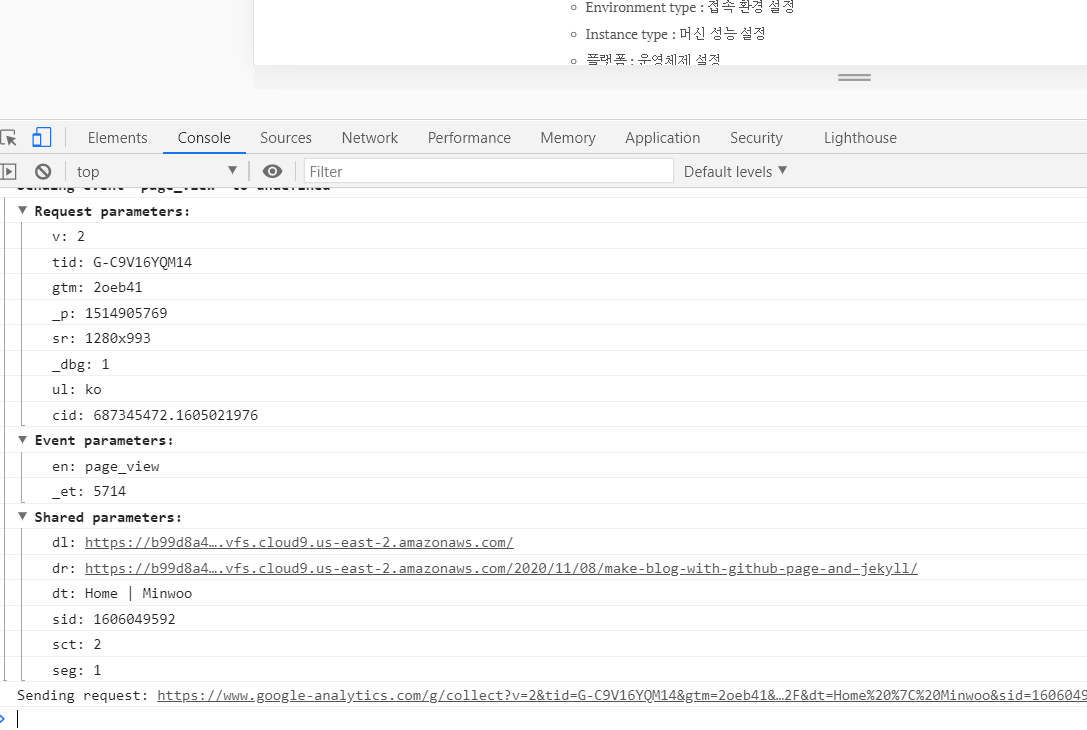 Environment type : 접속 환경 설정
Instance type : 머신 성능 설정
플랫폼 : 운영체제 설정
Elements Console Sources Network Performance Memory Application Security Lighthouse
top Filter Default levels
Sending event "page_view" to undefined
Request parameters:
v: 2
tid: G-C9V16YQM14
gtm: 2oeb41
_p: 1514905769
sr: 1280x993
_dbg: 1
ul: ko
cid: 687345472.1605021976
Event parameters:
en: page_view
_et: 5714
Shared parameters:
dl: https://b99d8a4….vfs.cloud9.us-east-2.amazonaws.com/
dr: https://b99d8a4….vfs.cloud9.us-east-2.amazonaws.com/2020/11/08/make-blog-with-github-page-and-jekyll/
dt: Home | Minwoo
sid: 1606049592
sct: 2
seg: 1
Sending request: https://www.google-analytics.com/g/collect?v=2&tid=G-C9V16YQM14&gtm=2oeb41&…2F&dt=Home%20%7C%20Minwoo&sid=1606049